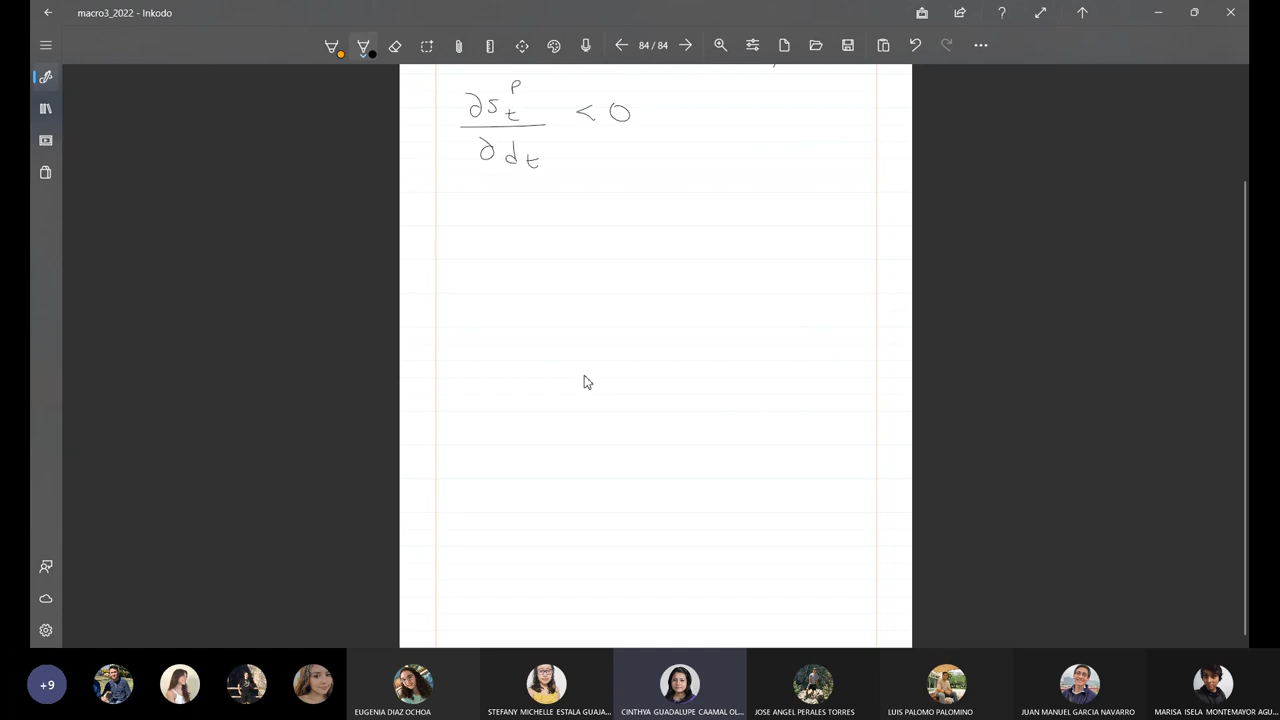 macro3_2022 - Inkodo
84 / 84
∂s_t^p / ∂d_t < 0
+9
EUGENIA DIAZ OCHOA
STEFANY MICHELLE ESTALA GUAJA...
CINTHYA GUADALUPE CAAMAL OL...
JOSE ANGEL PERALES TORRES
LUIS PALOMO PALOMINO
JUAN MANUEL GARCIA NAVARRO
MARISA ISELA MONTEMAYOR AGU...